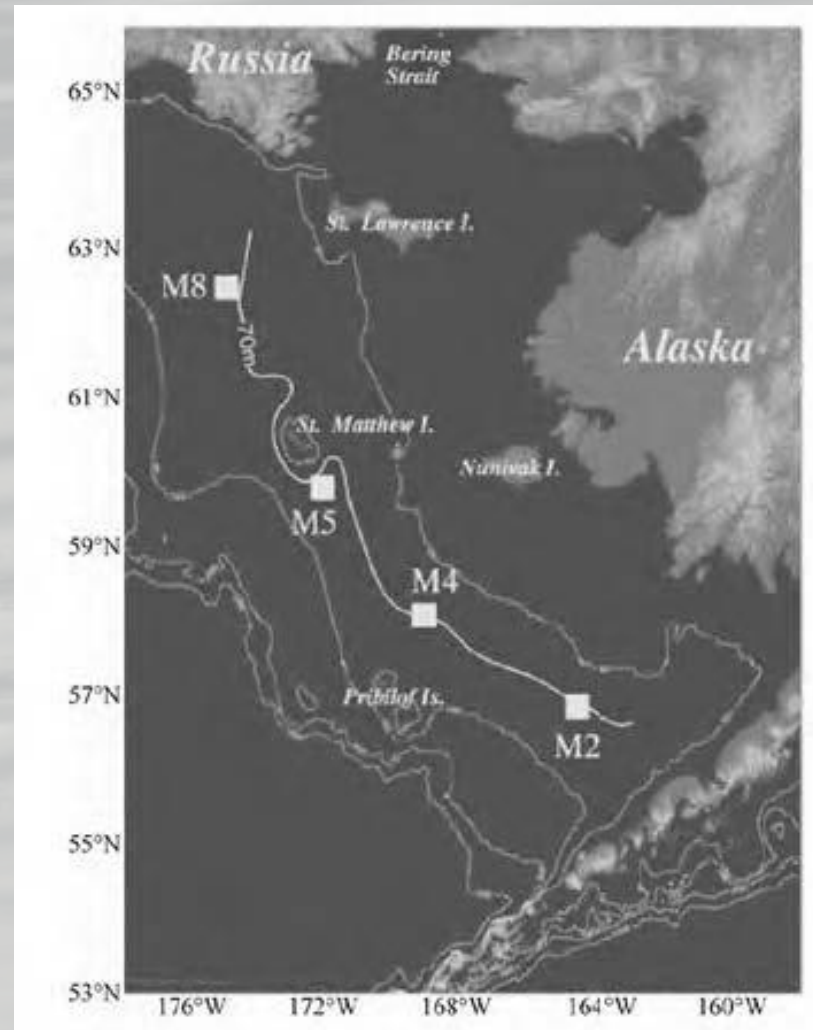 Russia
Bering
Strait
65°N
St. Lawrence I.
63°N
M8
70m
Alaska
61°N
St. Matthew I.
Nunivak I.
M5
59°N
M4
57°N
Pribilof Is.
M2
55°N
53°N
176°W 172°W 168°W 164°W 160°W